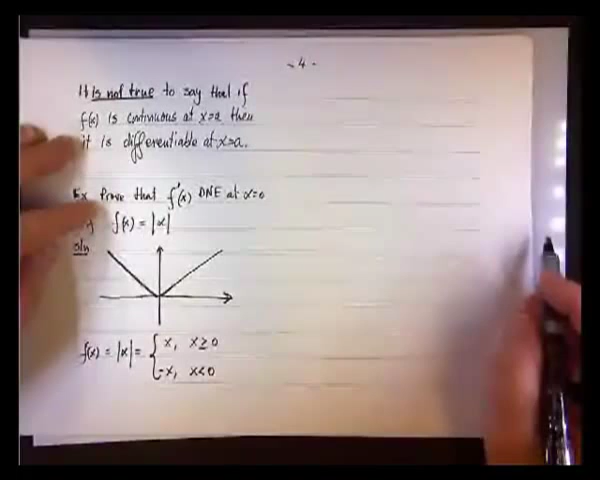 - 4 -
It is not true to say that if
f(x) is continuous at x=a then
it is differentiable at x=a.
Ex Prove that f'(x) DNE at x=0
f(x) = |x|
Soln
f(x) = |x| = { x, x ≥ 0
-x, x < 0